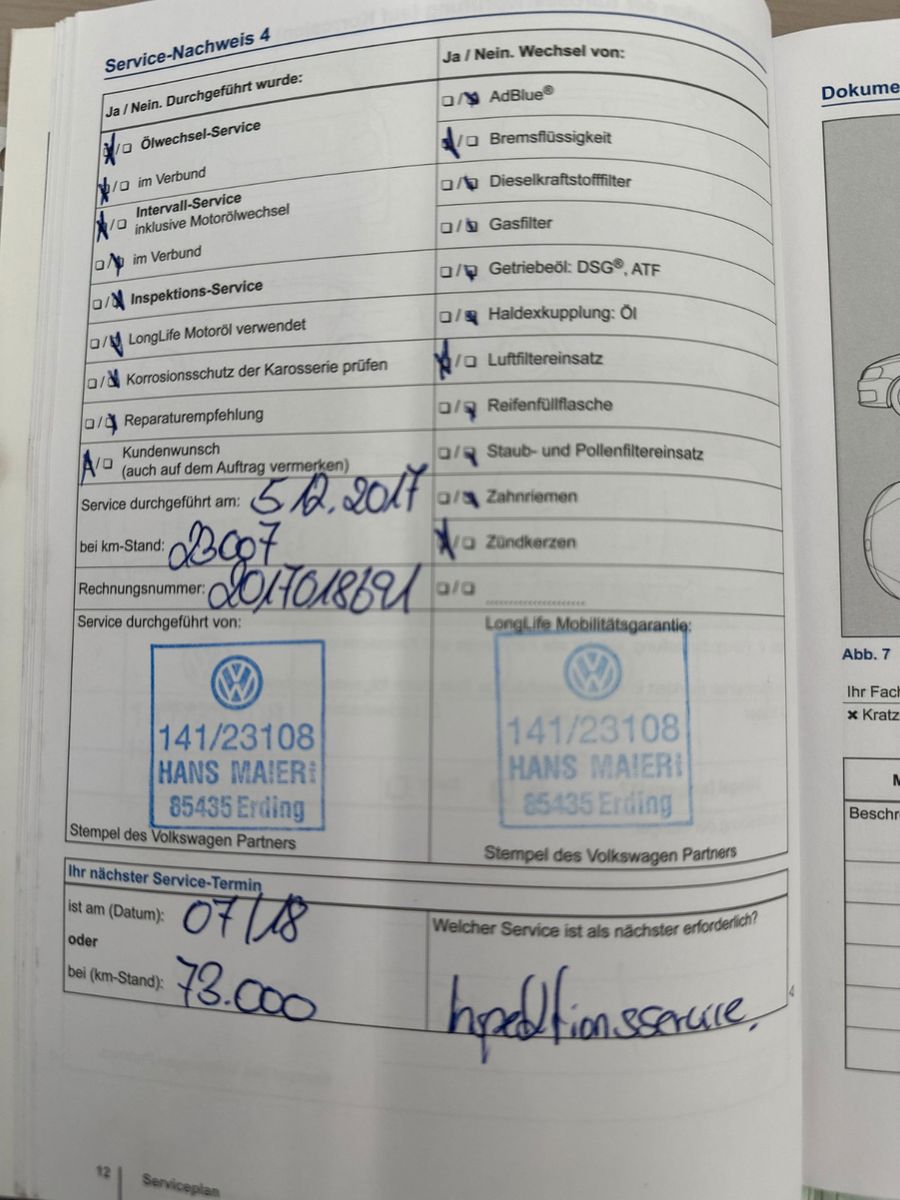 Service-Nachweis 4
Ja / Nein. Durchgeführt wurde:
Ölwechsel-Service
im Verbund
Intervall-Service
inklusive Motorölwechsel
im Verbund
Inspektions-Service
LongLife Motoröl verwendet
Korrosionsschutz der Karosserie prüfen
Reparaturempfehlung
Kundenwunsch
(auch auf dem Auftrag vermerken)
Service durchgeführt am: 5 12. 2017
bei km-Stand:
Rechnungsnummer: 2017018691
Service durchgeführt von:
141/23108
HANS MAIER
85435 Erding
Stempel des Volkswagen Partners
Ja / Nein. Wechsel von:
AdBlue®
Bremsflüssigkeit
Dieselkraftstofffilter
Gasfilter
Getriebeöl: DSG®, ATF
Haldexkupplung: Öl
Luftfiltereinsatz
Reifenfüllflasche
Staub- und Pollenfiltereinsatz
Zahnriemen
Zündkerzen
LongLife Mobilitätsgarantie:
141/23108
HANS MAIER
85435 Erding
Stempel des Volkswagen Partners
Ihr nächster Service-Termin
ist am (Datum): 07/18
oder
bei (km-Stand): 73.000
Welcher Service ist als nächster erforderlich?
Inspektionsservice
4
12 Serviceplan
Dokume
Abb. 7
Ihr Fach
Kratz
M
Beschr